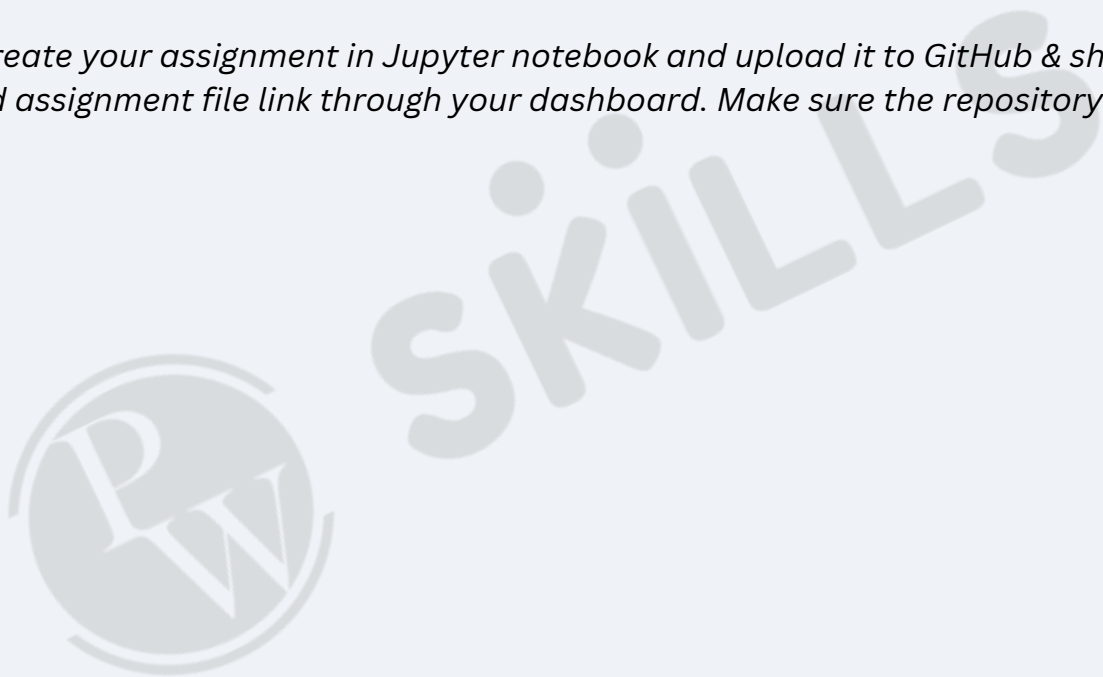 reate your assignment in Jupyter notebook and upload it to GitHub & sh
d assignment file link through your dashboard. Make sure the repository
SKILLS
PW